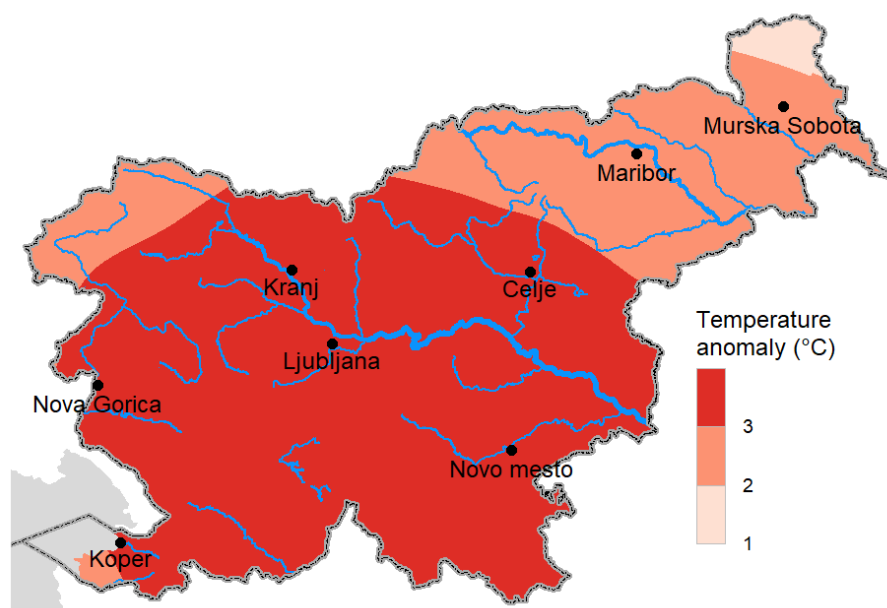 Murska Sobota
Maribor
Kranj
Celje
Ljubljana
Nova Gorica
Novo mesto
Koper
Temperature
anomaly (°C)
3
2
1